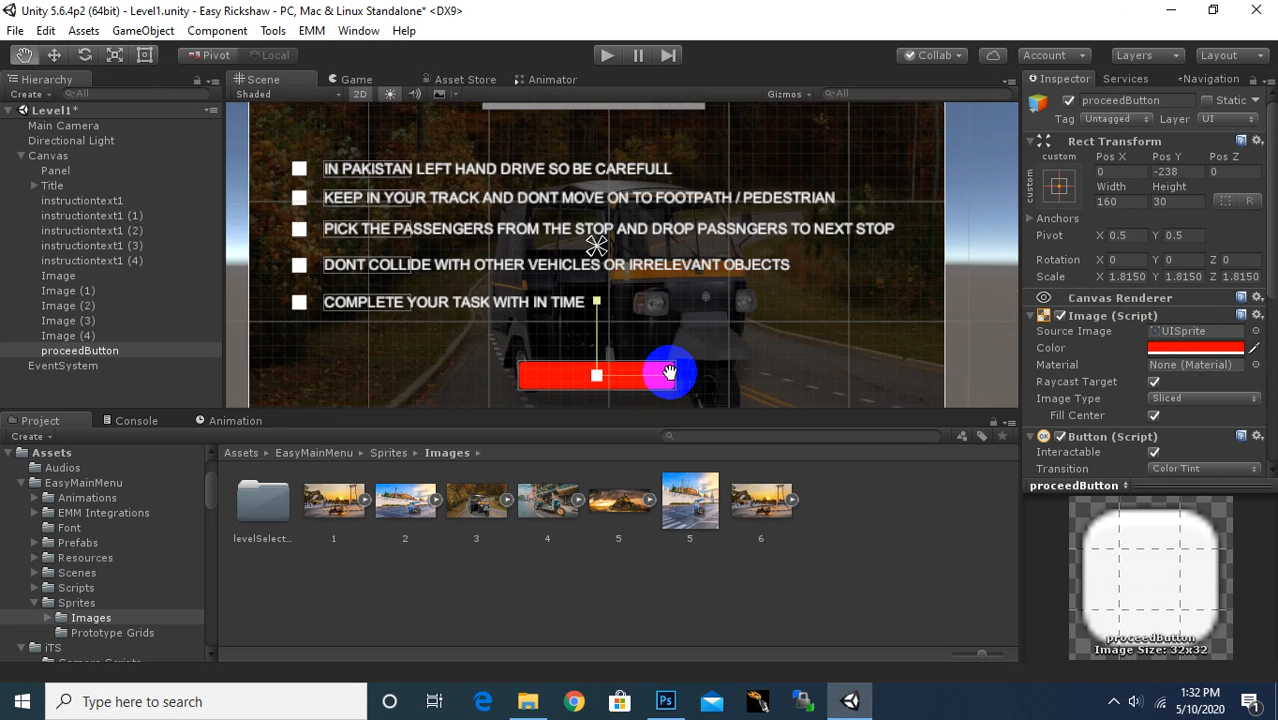 Unity 5.6.4p2 (64bit) - Level1.unity - Easy Rickshaw - PC, Mac & Linux Standalone* <DX9>
File Edit Assets GameObject Component Tools EMM Window Help
Pivot Local Collab Account Layers Layout
Hierarchy Scene Game Asset Store Animator Inspector Services Navigation
Create All Shaded 2D Gizmos All proceedButton Static
Level1*
Tag Untagged Layer UI
Main Camera
Directional Light
Rect Transform
Canvas
custom Pos X Pos Y Pos Z
Panel
0 -238 0
Title
custom
Width Height
instructiontext1
160 30 R
instructiontext1 (1)
Anchors
instructiontext1 (2)
Pivot X 0.5 Y 0.5
instructiontext1 (3)
Rotation X 0 Y 0 Z 0
instructiontext1 (4)
Scale X 1.8150 Y 1.8150 Z 1.8150
Image
Canvas Renderer
Image (1)
Image (2)
Image (3)
Image (4)
proceedButton
EventSystem
IN PAKISTAN LEFT HAND DRIVE SO BE CAREFULL
KEEP IN YOUR TRACK AND DONT MOVE ON TO FOOTPATH / PEDESTRIAN
PICK THE PASSENGERS FROM THE STOP AND DROP PASSNGERS TO NEXT STOP
DONT COLLIDE WITH OTHER VEHICLES OR IRRELEVANT OBJECTS
COMPLETE YOUR TASK WITH IN TIME
Image (Script)
Source Image UISprite
Color
Material None (Material)
Raycast Target
Image Type Sliced
Fill Center
OK Button (Script)
Interactable
Transition Color Tint
proceedButton
proceedButton
Image Size: 32x32
Project Console Animation
Create
Assets
Audios
EasyMainMenu
Animations
EMM Integrations
Font
Prefabs
Resources
Scenes
Scripts
Sprites
Images
Prototype Grids
iTS
Assets EasyMainMenu Sprites Images
levelSelect... 1 2 3 4 5 5 6
Type here to search
Ps
1:32 PM
5/10/2020
1